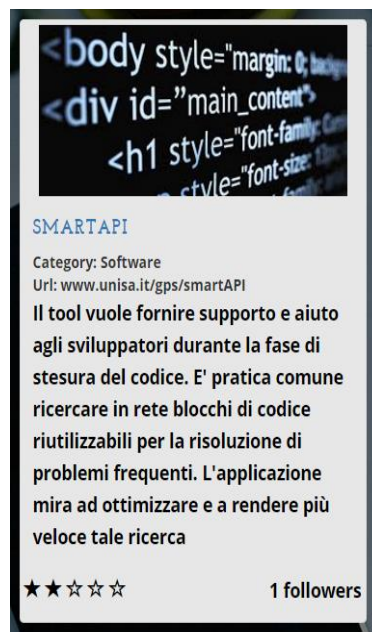 <body style="margin: 0;
<div id="main_content">
<h1 style="font-family:
style="font-size:
SMARTAPI
Category: Software
Url: www.unisa.it/gps/smartAPI
Il tool vuole fornire supporto e aiuto
agli sviluppatori durante la fase di
stesura del codice. E' pratica comune
ricercare in rete blocchi di codice
riutilizzabili per la risoluzione di
problemi frequenti. L'applicazione
mira ad ottimizzare e a rendere più
veloce tale ricerca
★★☆☆☆ 1 followers